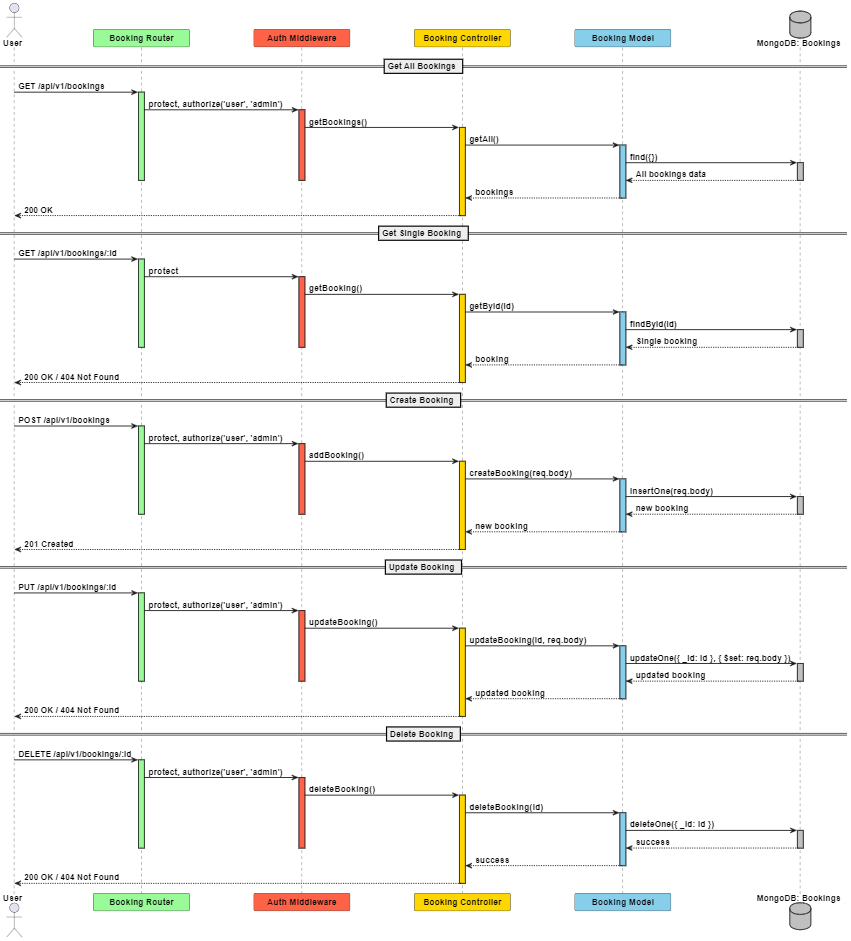 User
Booking Router
Auth Middleware
Booking Controller
Booking Model
MongoDB: Bookings
Get All Bookings
GET /api/v1/bookings
protect, authorize('user', 'admin')
getBookings()
getAll()
find({})
All bookings data
bookings
200 OK
Get Single Booking
GET /api/v1/bookings/:id
protect
getBooking()
getById(id)
findById(id)
Single booking
booking
200 OK / 404 Not Found
Create Booking
POST /api/v1/bookings
protect, authorize('user', 'admin')
addBooking()
createBooking(req.body)
insertOne(req.body)
new booking
new booking
201 Created
Update Booking
PUT /api/v1/bookings/:id
protect, authorize('user', 'admin')
updateBooking()
updateBooking(id, req.body)
updateOne({ _id: id }, { $set: req.body })
updated booking
updated booking
200 OK / 404 Not Found
Delete Booking
DELETE /api/v1/bookings/:id
protect, authorize('user', 'admin')
deleteBooking()
deleteBooking(id)
deleteOne({ _id: id })
success
success
200 OK / 404 Not Found
User
Booking Router
Auth Middleware
Booking Controller
Booking Model
MongoDB: Bookings